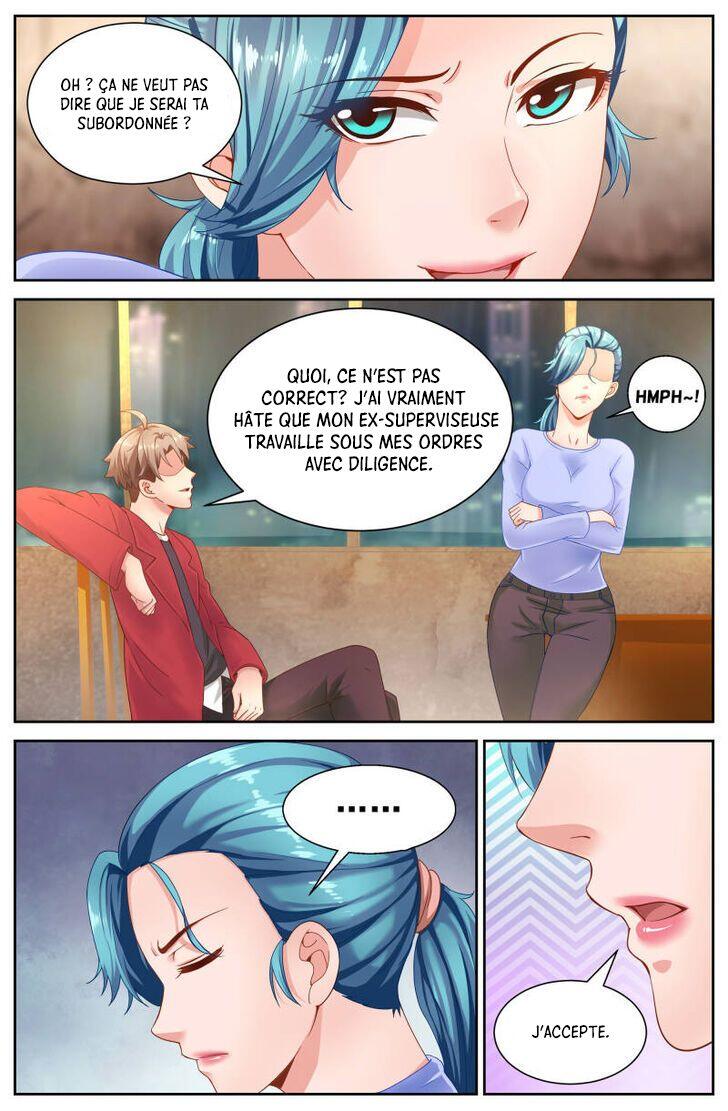 OH ? ÇA NE VEUT PAS
DIRE QUE JE SERAI TA
SUBORDONNÉE ?
QUOI, CE N'EST PAS
CORRECT? J'AI VRAIMENT
HÂTE QUE MON EX-SUPERVISEUSE
TRAVAILLE SOUS MES ORDRES
AVEC DILIGENCE.
HMPH~!
......
J'ACCEPTE.